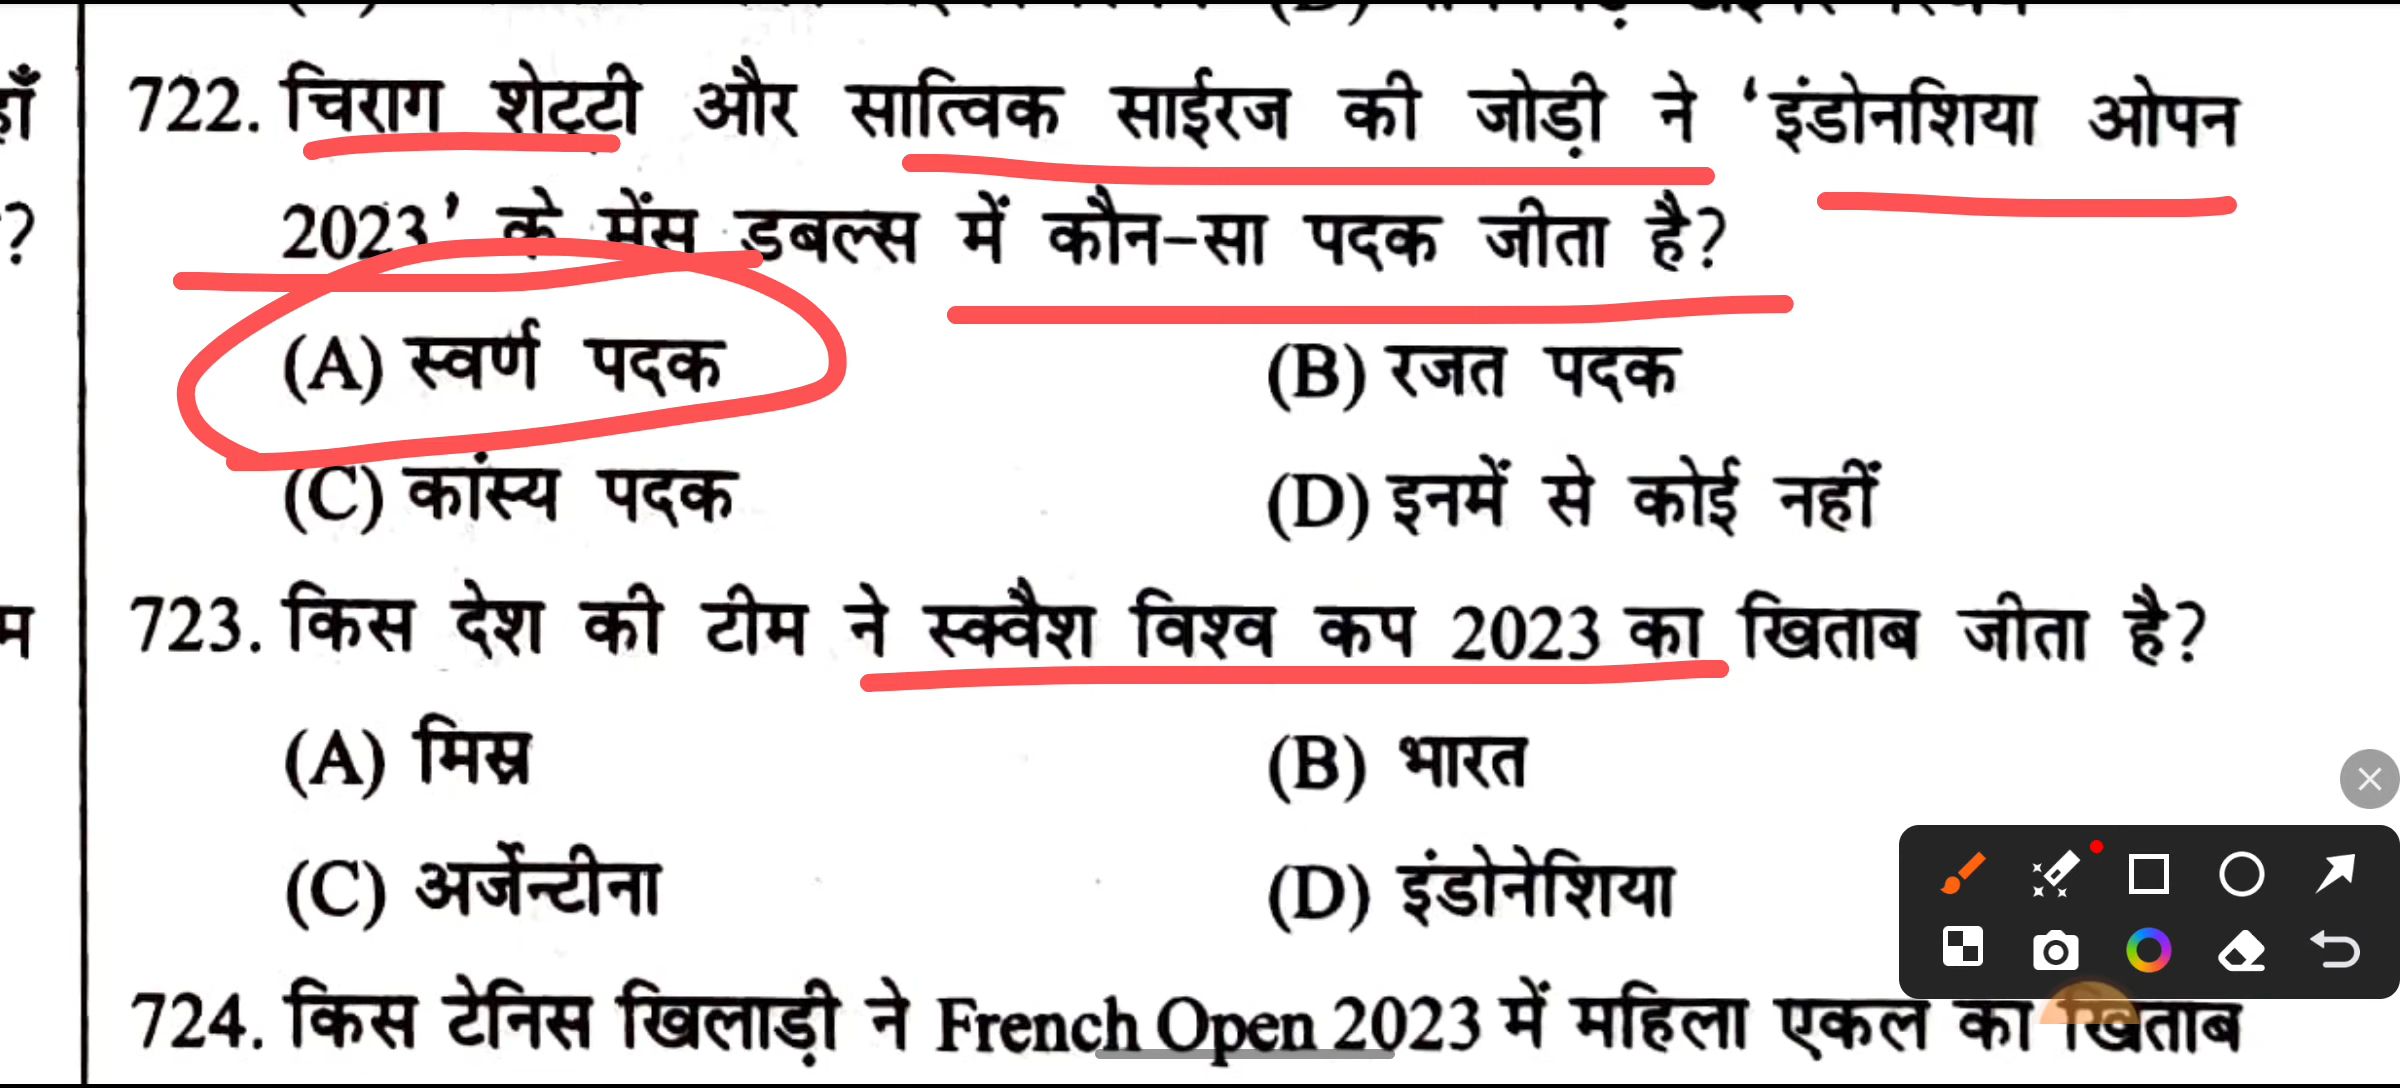 हाँ
722. चिराग शेट्टी और सात्विक साईरज की जोड़ी ने ‘इंडोनशिया ओपन
?
2023’ के मेंस डबल्स में कौन-सा पदक जीता है?
(A) स्वर्ण पदक (B) रजत पदक
(C) कांस्य पदक (D) इनमें से कोई नहीं
म
723. किस देश की टीम ने स्क्वैश विश्व कप 2023 का खिताब जीता है?
(A) मिस्र (B) भारत
(C) अर्जेन्टीना (D) इंडोनेशिया
724. किस टेनिस खिलाड़ी ने French Open 2023 में महिला एकल का खिताब